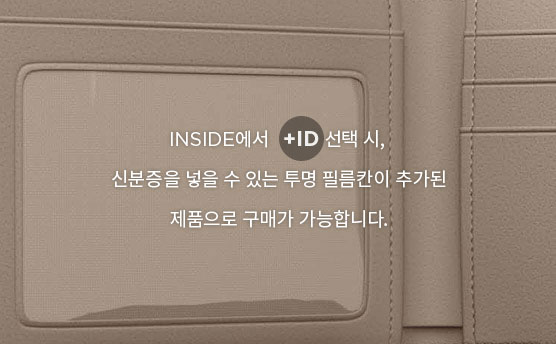 INSIDE에서 +ID 선택 시,
신분증을 넣을 수 있는 투명 필름칸이 추가된
제품으로 구매가 가능합니다.